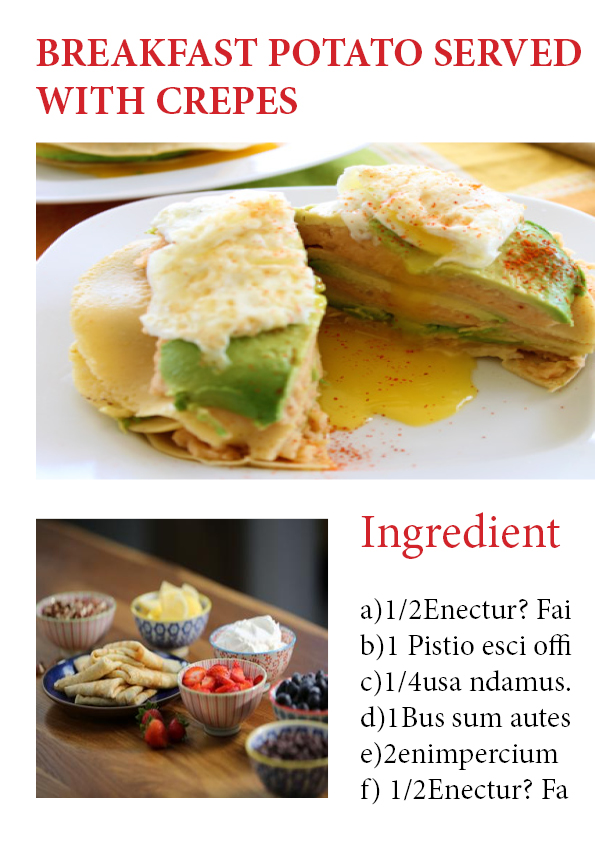 BREAKFAST POTATO SERVED
WITH CREPES
Ingredient
a)1/2Enectur? Fai
b)1 Pistio esci offi
c)1/4usa ndamus.
d)1Bus sum autes
e)2enimpercium
f) 1/2Enectur? Fa